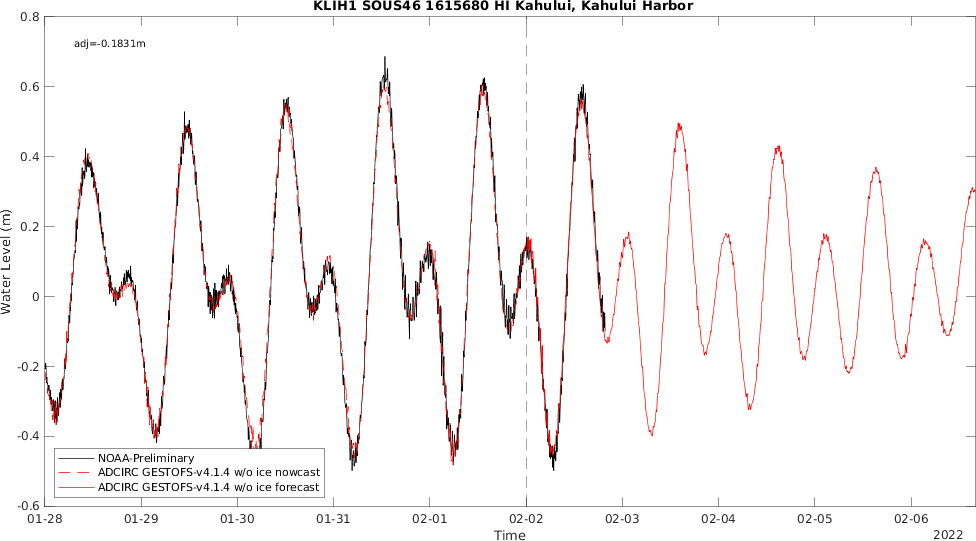 KLIH1 SOUS46 1615680 HI Kahului, Kahului Harbor
adj=-0.1831m
0.8
0.6
0.4
0.2
0
-0.2
-0.4
-0.6
Water Level (m)
NOAA-Preliminary
ADCIRC GESTOFS-v4.1.4 w/o ice nowcast
ADCIRC GESTOFS-v4.1.4 w/o ice forecast
01-28 01-29 01-30 01-31 02-01 02-02 02-03 02-04 02-05 02-06
Time
2022